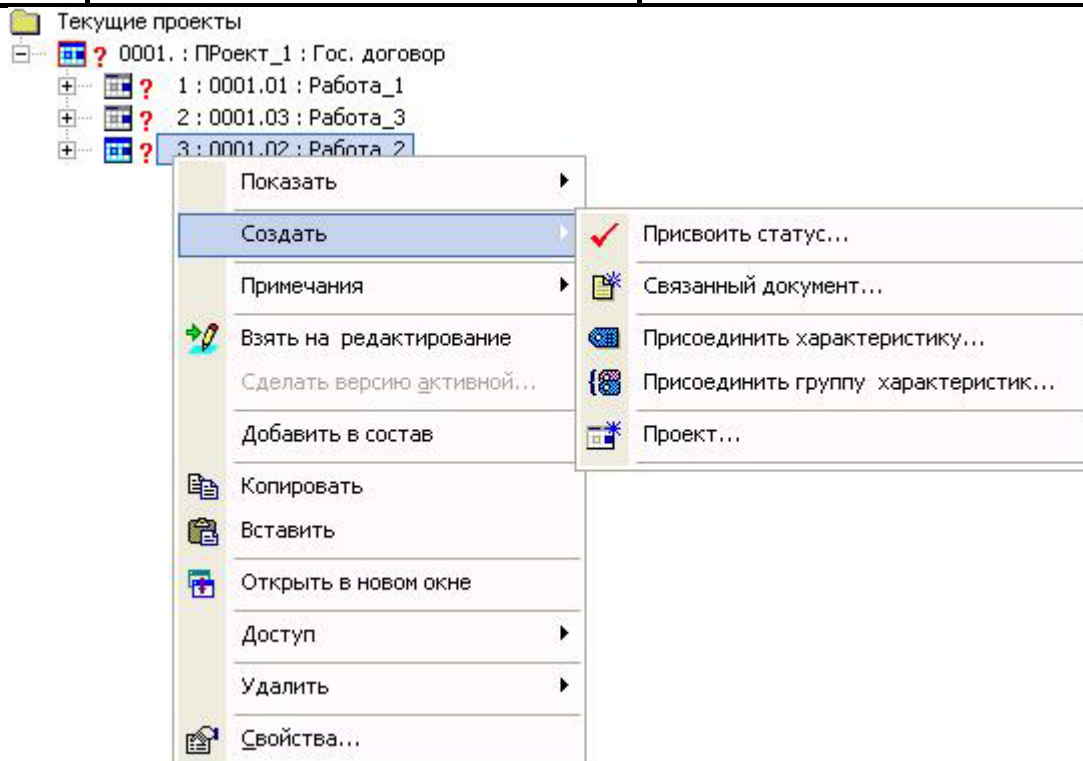 Текущие проекты
? 0001. : ПРоект_1 : Гос. договор
? 1 : 0001.01 : Работа_1
? 2 : 0001.03 : Работа_3
? 3 : 0001.02 : Работа_2
Показать
Создать
Примечания
Взять на редактирование
Сделать версию активной...
Добавить в состав
Копировать
Вставить
Открыть в новом окне
Доступ
Удалить
Свойства...
Присвоить статус...
Связанный документ...
Присоединить характеристику...
Присоединить группу характеристик...
Проект...